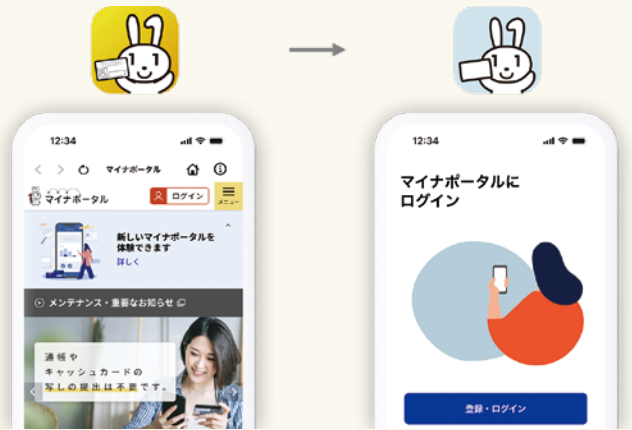 12:34
マイナポータル
マイナポータル
ログイン
メニュー
新しいマイナポータルを
体験できます
詳しく
メンテナンス・重要なお知らせ
通帳や
キャッシュカードの
写しの提出は不要です。
12:34
マイナポータルに
ログイン
登録・ログイン